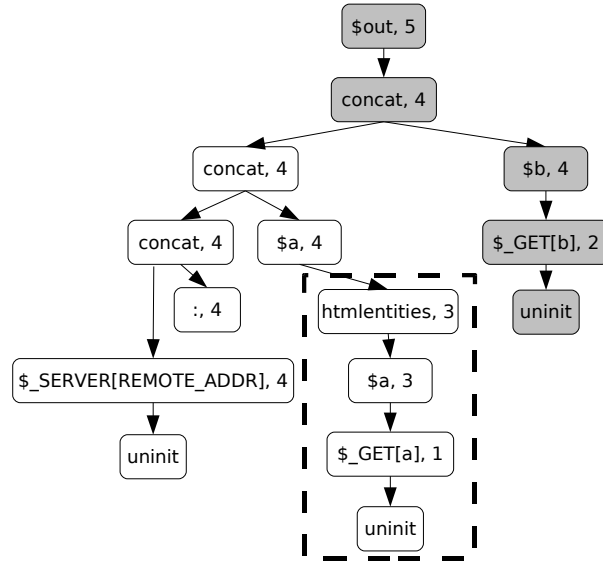 $out, 5
concat, 4
concat, 4
$b, 4
concat, 4
$a, 4
$_GET[b], 2
:, 4
htmlentities, 3
uninit
$_SERVER[REMOTE_ADDR], 4
$a, 3
uninit
$_GET[a], 1
uninit